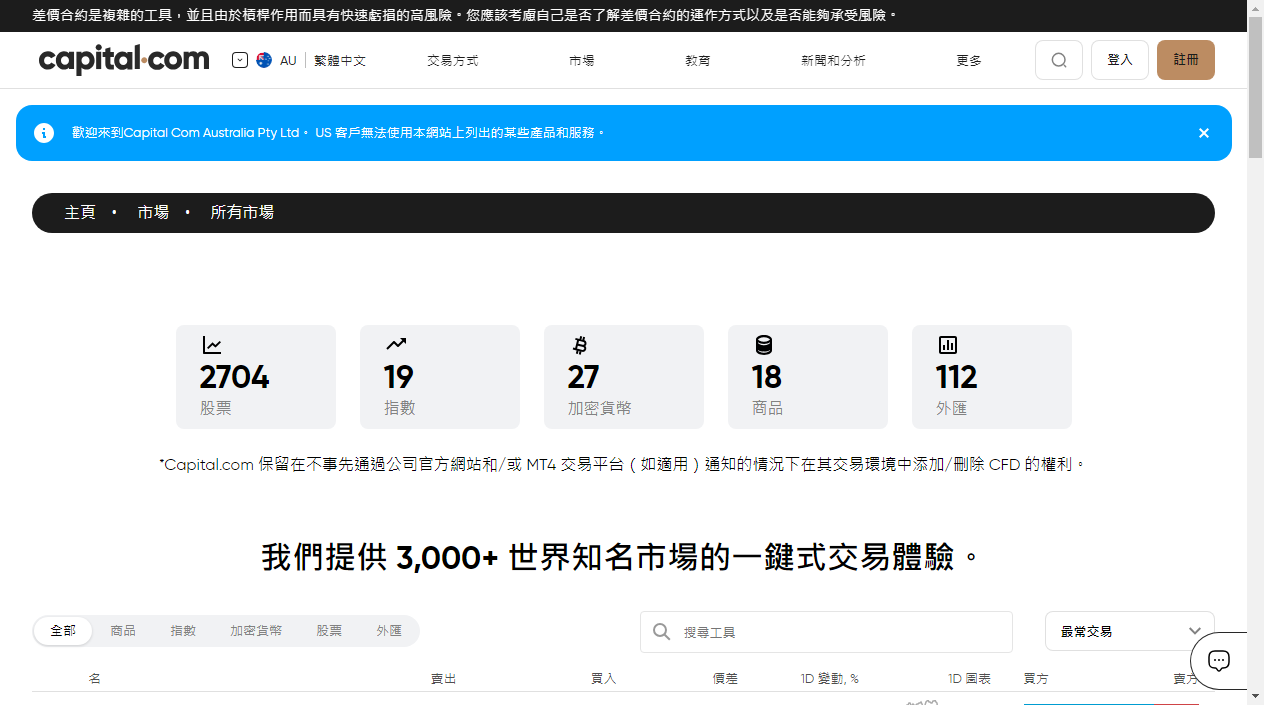 差價合約是複雜的工具，並且由於槓桿作用而具有快速虧損的高風險。您應該考慮自己是否了解差價合約的運作方式以及是否能夠承受風險。
capital.com AU 繁體中文 交易方式 市場 教育 新聞和分析 更多 登入 註冊
歡迎來到Capital Com Australia Pty Ltd。 US 客戶無法使用本網站上列出的某些產品和服務。
主頁 • 市場 • 所有市場
2704 19 27 18 112
股票 指數 加密貨幣 商品 外匯
*Capital.com 保留在不事先通過公司官方網站和/或 MT4 交易平台（如適用）通知的情況下在其交易環境中添加/刪除 CFD 的權利。
我們提供 3,000+ 世界知名市場的一鍵式交易體驗。
全部 商品 指數 加密貨幣 股票 外匯 搜尋工具 最常交易
名 賣出 買入 價差 1D 變動, % 1D 圖表 買方 賣方